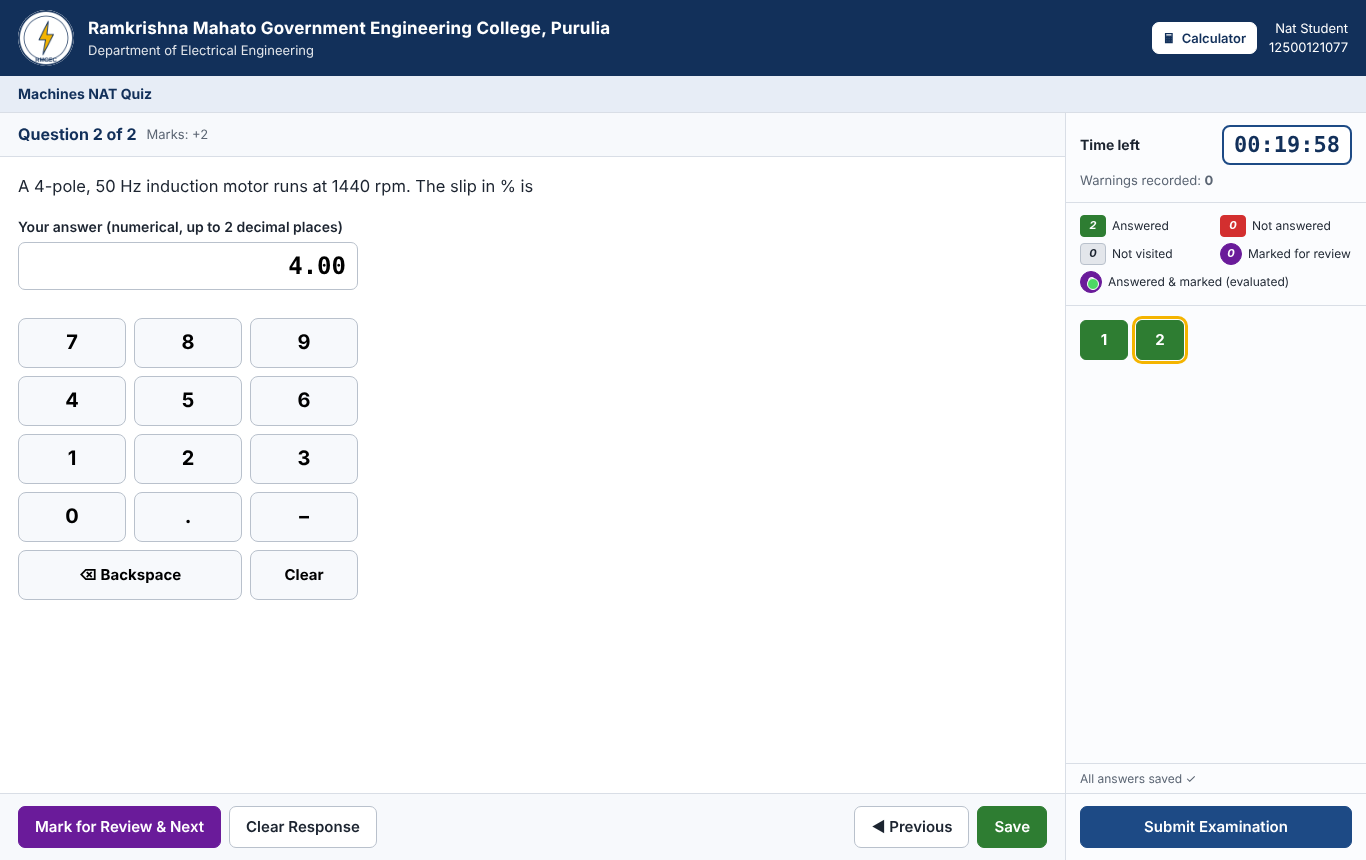 Ramkrishna Mahato Government Engineering College, Purulia
Department of Electrical Engineering
Calculator
Nat Student
12500121077
Machines NAT Quiz
Question 2 of 2 Marks: +2
A 4-pole, 50 Hz induction motor runs at 1440 rpm. The slip in % is
Your answer (numerical, up to 2 decimal places)
4.00
7 8 9
4 5 6
1 2 3
0 . −
⌫ Backspace Clear
Mark for Review & Next Clear Response ◀ Previous Save
Time left 00:19:58
Warnings recorded: 0
2 Answered 0 Not answered
0 Not visited 0 Marked for review
Answered & marked (evaluated)
1 2
All answers saved ✓
Submit Examination